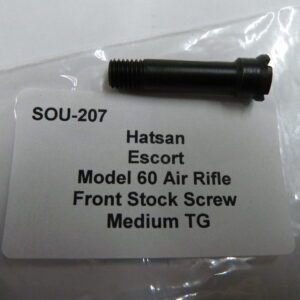 SOU-207
Hatsan
Escort
Model 60 Air Rifle
Front Stock Screw
Medium TG